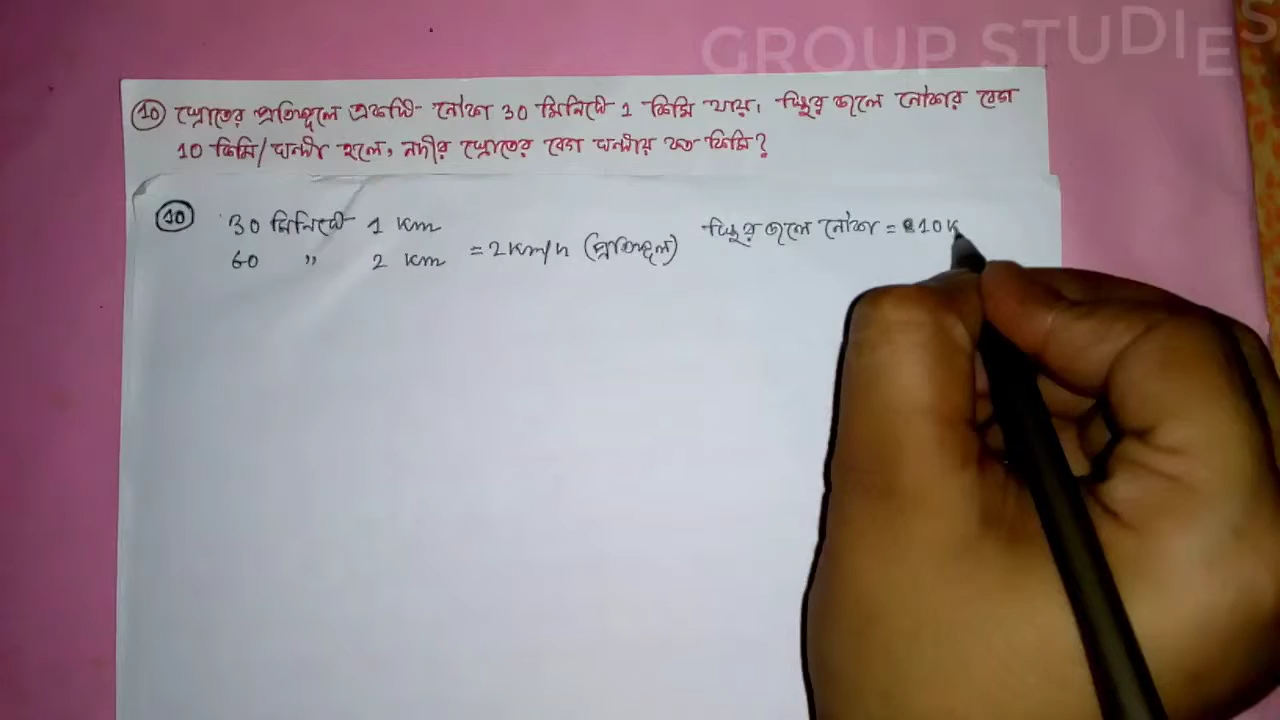 GROUP STUDIES
10 স্রোতের প্রতিকূলে একটি নৌকা 30 মিনিটে 1 কিমি যায়। স্থির জলে নৌকার বেগ
10 কিমি/ঘন্টা হলে, নদীর স্রোতের বেগ ঘন্টায় কত কিমি?
10 30 মিনিটে 1 km
60 " 2 km = 2 km/h (প্রতিকূল)
স্থির জলে নৌকা = 10 K